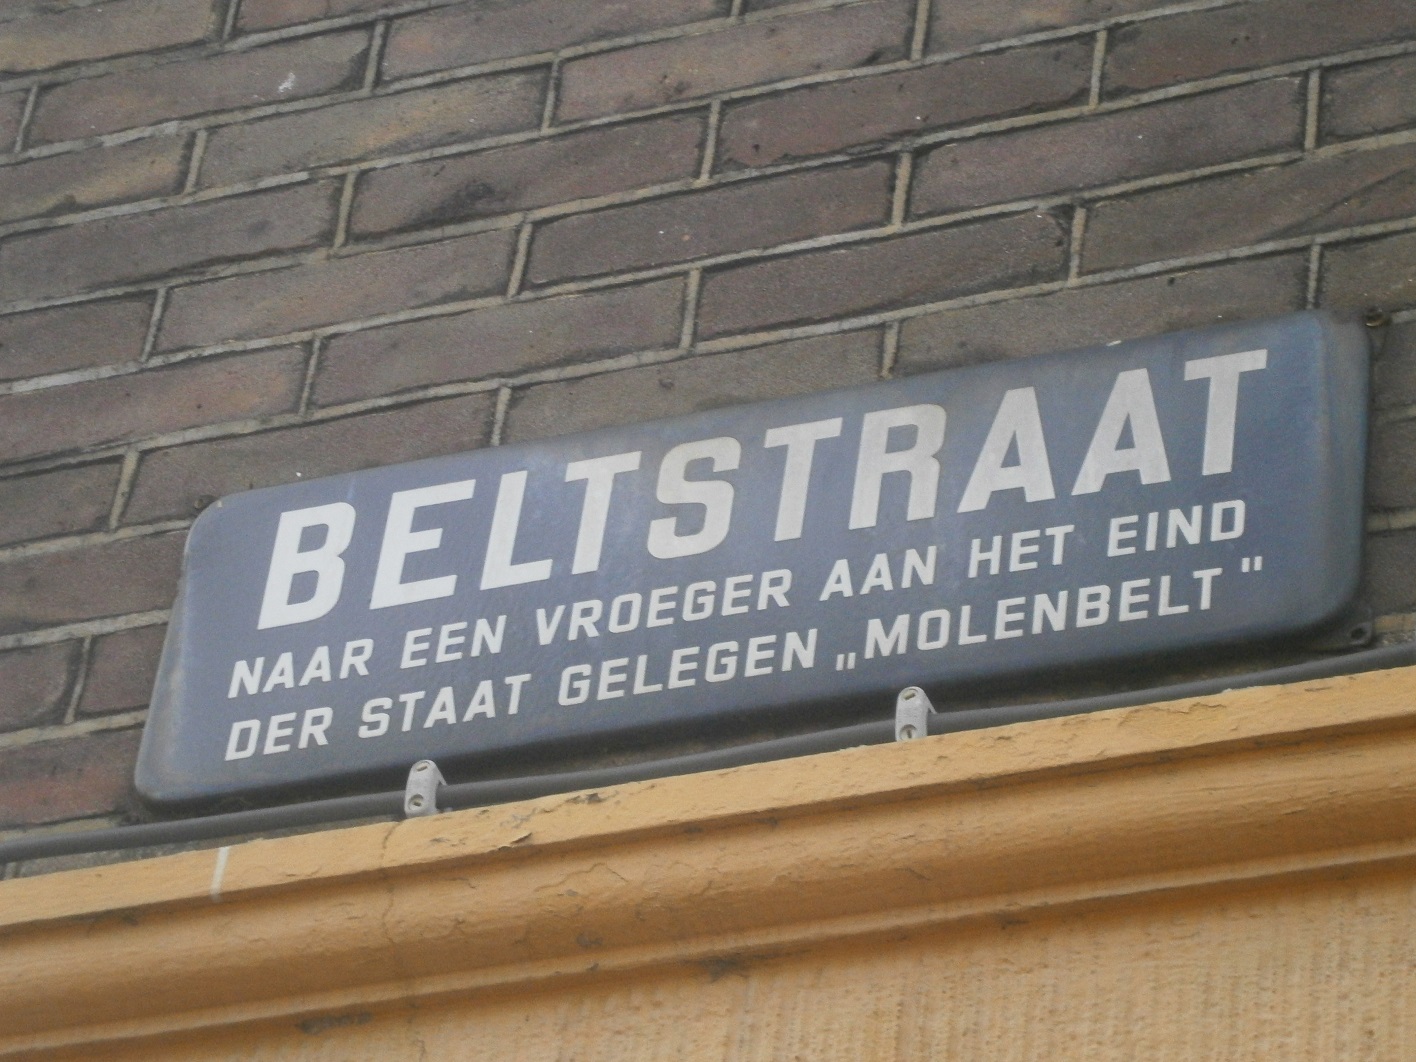 BELTSTRAAT
NAAR EEN VROEGER AAN HET EIND
DER STAAT GELEGEN „MOLENBELT"